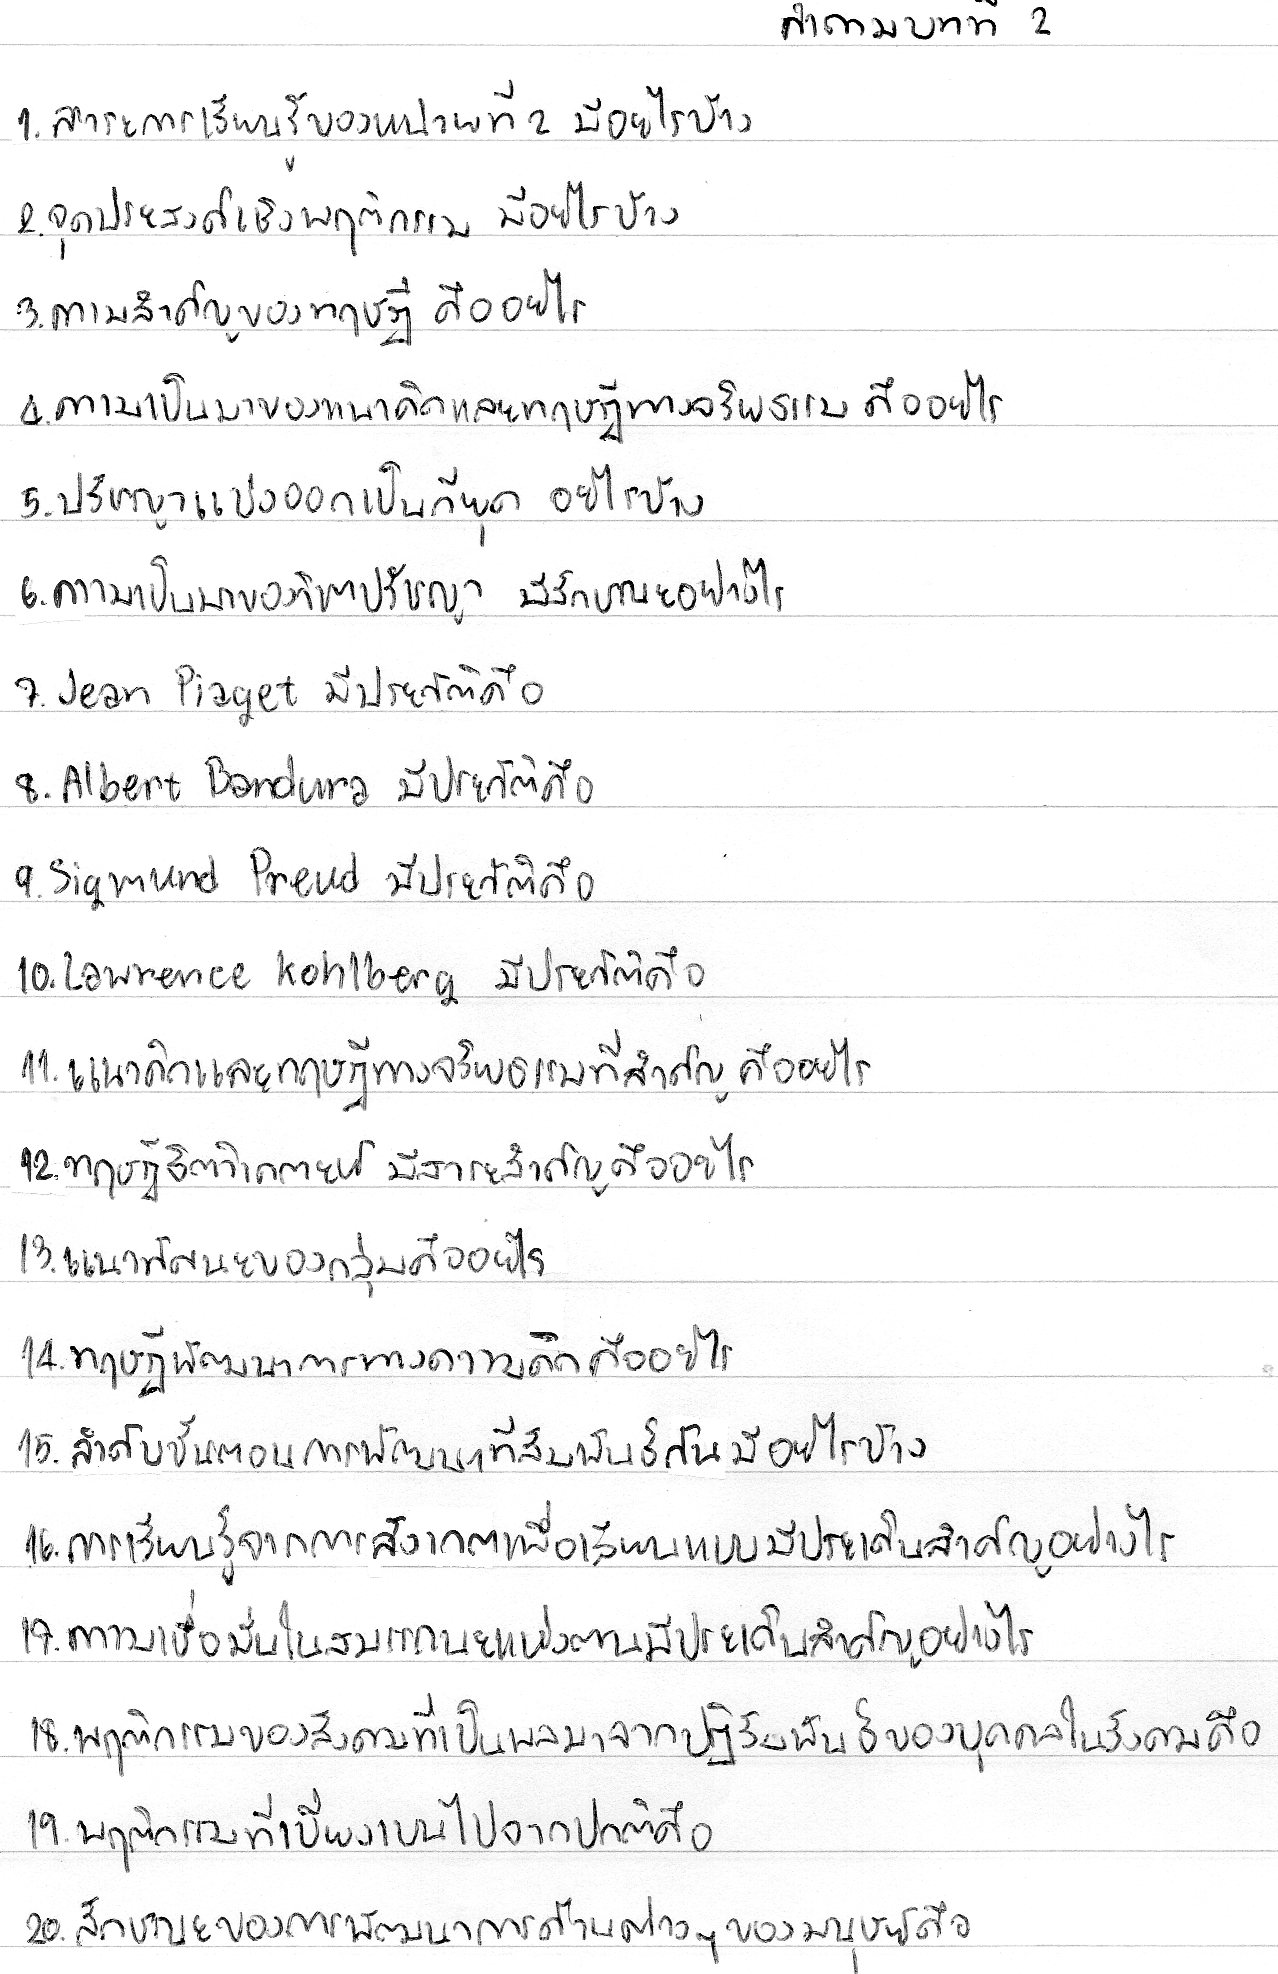 คำถามบทที่ 2
1. สาระการเรียนรู้ของหน่วยที่ 2 มีอะไรบ้าง
2. จุดประสงค์เชิงพฤติกรรม มีอะไรบ้าง
3. ความสำคัญของทฤษฎี คืออะไร
4. ความเป็นมาของแนวคิดและทฤษฎีทางจริยธรรม คืออะไร
5. ปรัชญาแบ่งออกเป็นกี่ยุค อะไรบ้าง
6. ความเป็นมาของวิชาปรัชญา มีลักษณะอย่างไร
7. Jean Piaget มีประวัติคือ
8. Albert Bandura มีประวัติคือ
9. Sigmund Preud มีประวัติคือ
10. Lawrence kohlberg มีประวัติคือ
11. แนวคิดและทฤษฎีทางจริยธรรมที่สำคัญ คืออะไร
12. ทฤษฎีจิตวิเคราะห์ มีสาระสำคัญคืออะไร
13. แนวทัศนะของกลุ่มคืออะไร
14. ทฤษฎีพัฒนาการทางความคิด คืออะไร
15. ลำดับขั้นตอนการพัฒนาที่สัมพันธ์กันมีอะไรบ้าง
16. การเรียนรู้จากการสังเกตเพื่อเลียนแบบมีประเด็นสำคัญอย่างไร
17. ความเชื่อมั่นในสมรรถนะแห่งตนมีประเด็นสำคัญอย่างไร
18. พฤติกรรมของสังคมที่เป็นผลมาจากปฏิสัมพันธ์ของบุคคลในสังคมคือ
19. พฤติกรรมที่เบี่ยงเบนไปจากปกติคือ
20. ลักษณะของการพัฒนาการด้านต่างๆ ของมนุษย์คือ